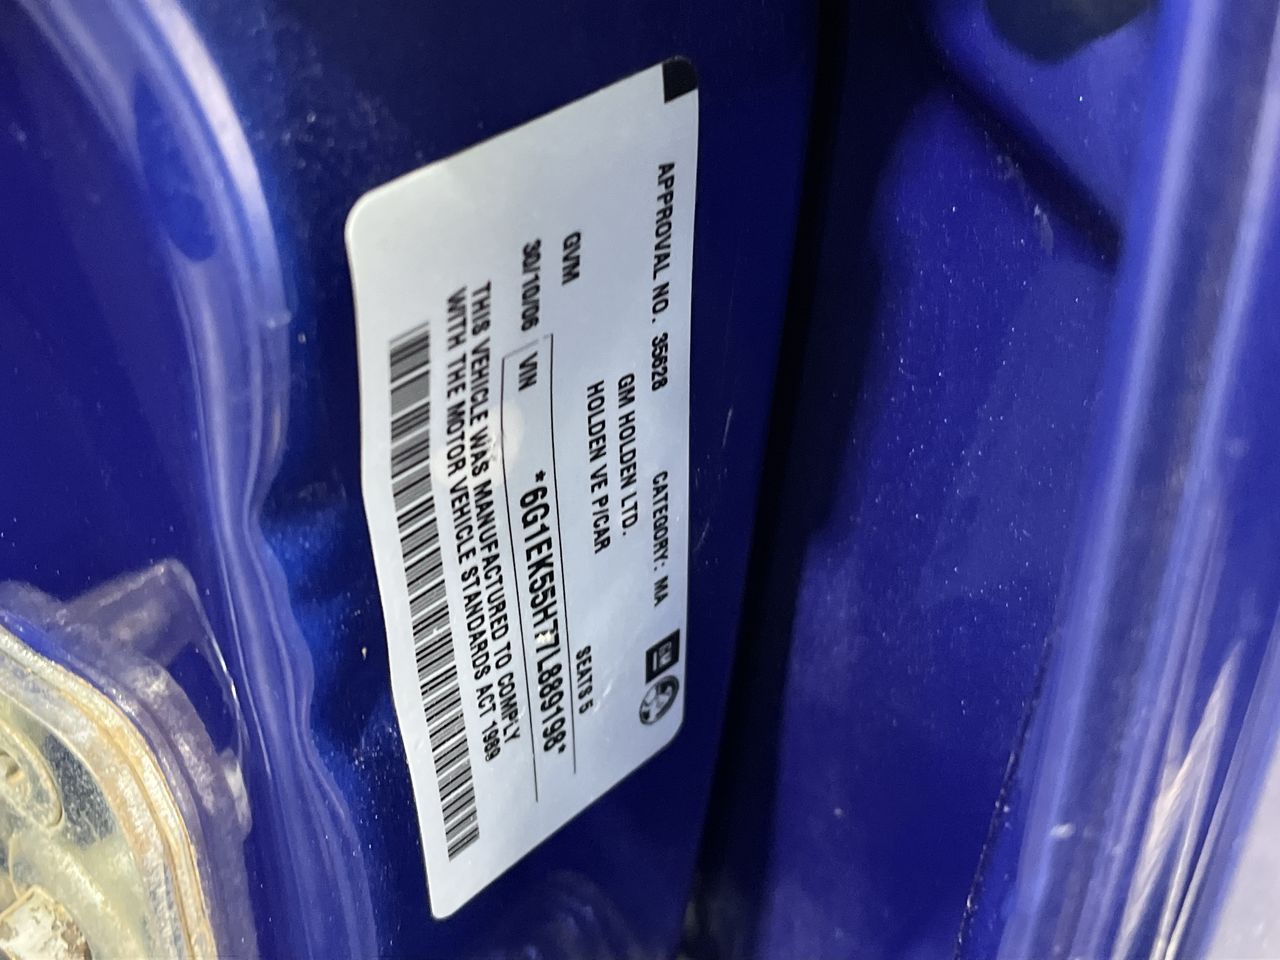 APPROVAL NO. 35628 CATEGORY: MA GM
GM HOLDEN LTD.
HOLDEN VE P/CAR
GVM SEATS 5
30/10/06 VIN *6G1EK55H77L889198*
THIS VEHICLE WAS MANUFACTURED TO COMPLY
WITH THE MOTOR VEHICLE STANDARDS ACT 1989